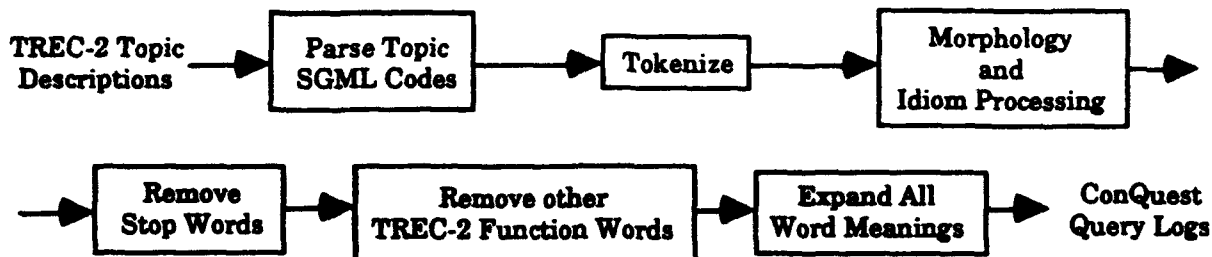 TREC-2 Topic
Descriptions
Parse Topic
SGML Codes
Tokenize
Morphology
and
Idiom Processing
Remove
Stop Words
Remove other
TREC-2 Function Words
Expand All
Word Meanings
ConQuest
Query Logs